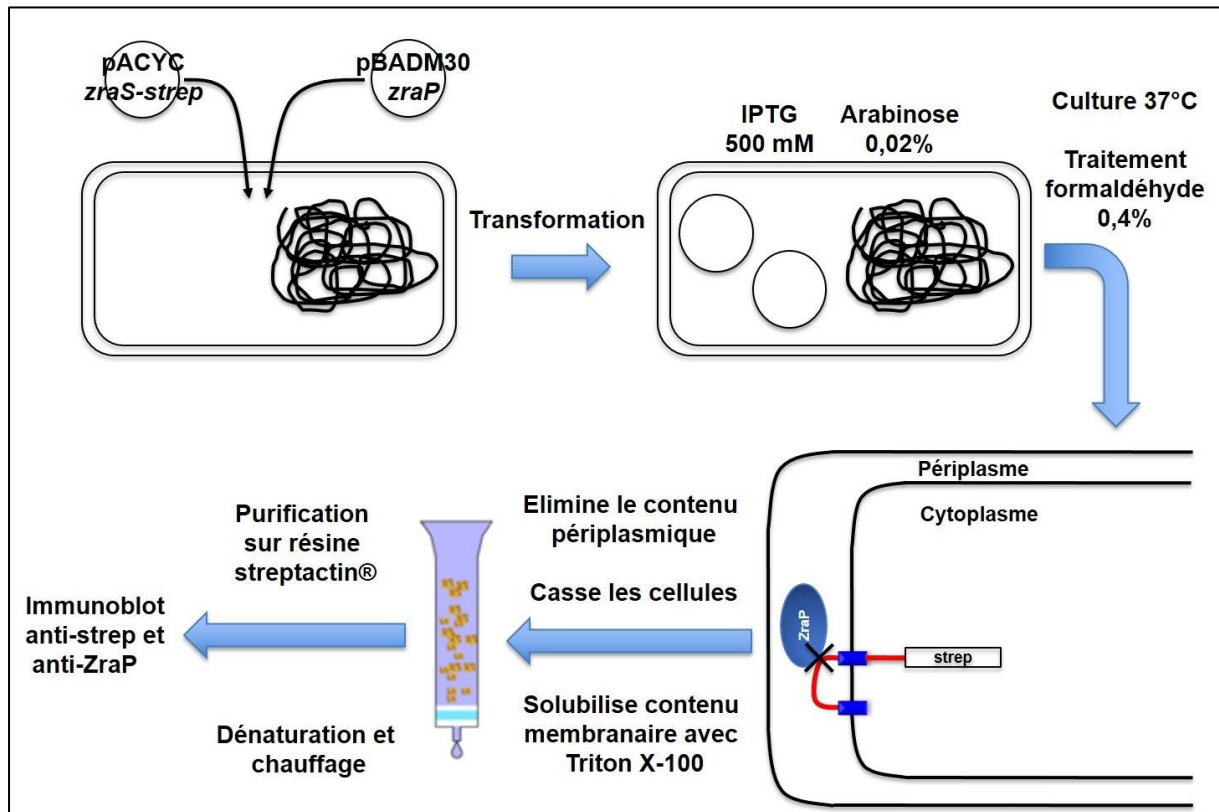 pACYC
zraS-strep
pBADM30
zraP
Transformation
IPTG
500 mM
Arabinose
0,02%
Culture 37°C
Traitement
formaldéhyde
0,4%
Périplasme
Cytoplasme
ZraP
strep
Elimine le contenu
périplasmique
Casse les cellules
Solubilise contenu
membranaire avec
Triton X-100
Purification
sur résine
streptactin®
Dénaturation et
chauffage
Immunoblot
anti-strep et
anti-ZraP